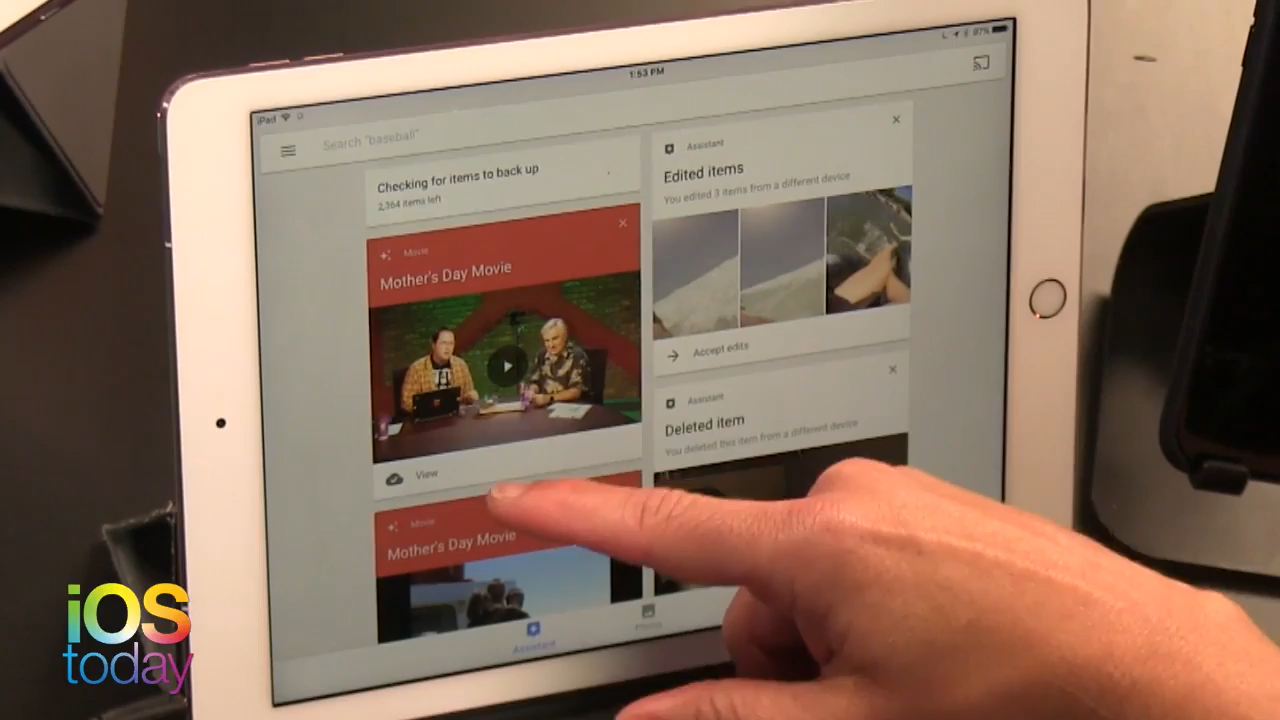 iPad
1:53 PM
87%
Search "baseball"
Checking for items to back up
2,364 items left
Movie
Mother's Day Movie
View
Movie
Mother's Day Movie
Assistant
Edited items
You edited 3 items from a different device
Accept edits
Assistant
Deleted item
You deleted this item from a different device
Assistant
Photos
iOS
today